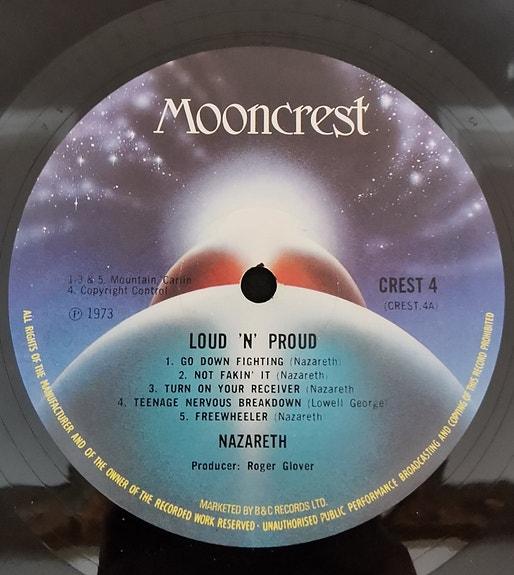 Mooncrest
1-3 & 5. Mountain/Carlin
4. Copyright Control
CREST 4
(CREST.4A)
Ⓟ 1973
LOUD 'N' PROUD
1. GO DOWN FIGHTING (Nazareth)
2. NOT FAKIN' IT (Nazareth)
3. TURN ON YOUR RECEIVER (Nazareth
4. TEENAGE NERVOUS BREAKDOWN (Lowell George)
5. FREEWHEELER (Nazareth
NAZARETH
Producer: Roger Glover
MARKETED BY B&C RECORDS LTD.
ALL RIGHTS OF THE MANUFACTURER AND OF THE OWNER OF THE RECORDED WORK RESERVED · UNAUTHORISED PUBLIC PERFORMANCE BROADCASTING AND COPYING OF THIS RECORD PROHIBITED